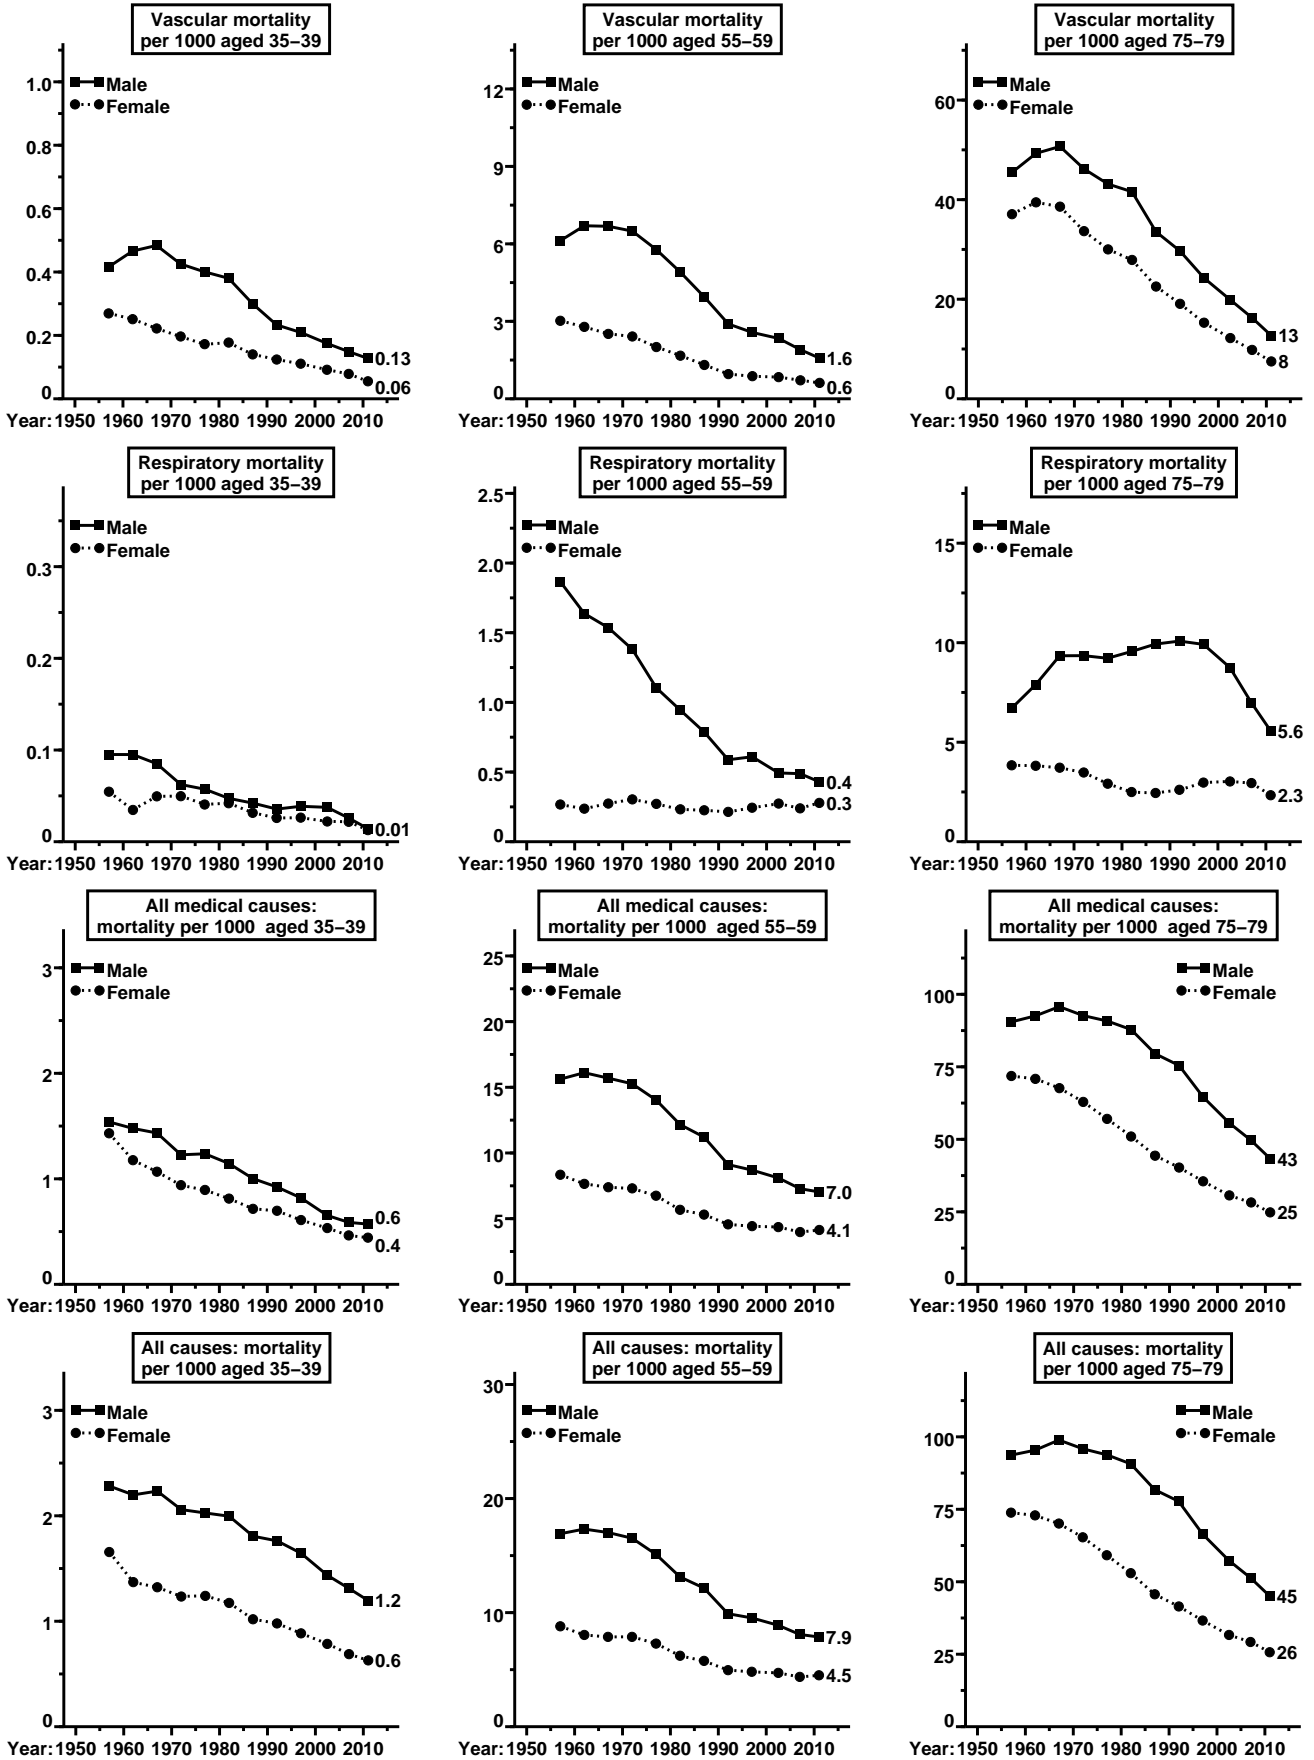 Vascular mortality
per 1000 aged 35–39
1.0
0.8
0.6
0.4
0.2
0
Male
Female
0.13
0.06
Year: 1950 1960 1970 1980 1990 2000 2010
Vascular mortality
per 1000 aged 55–59
12
9
6
3
0
Male
Female
1.6
0.6
1950 1960 1970 1980 1990 2000 2010
Vascular mortality
per 1000 aged 75–79
60
40
20
0
Male
Female
13
8
Year: 1950 1960 1970 1980 1990 2000 2010
Respiratory mortality
per 1000 aged 35–39
0.3
0.2
0.1
0
Male
Female
0.01
Year: 1950 1960 1970 1980 1990 2000 2010
Respiratory mortality
per 1000 aged 55–59
2.5
2.0
1.5
1.0
0.5
0
Male
Female
0.4
0.3
Year: 1950 1960 1970 1980 1990 2000 2010
Respiratory mortality
per 1000 aged 75–79
15
10
5
0
Male
Female
5.6
2.3
Year: 1950 1960 1970 1980 1990 2000 2010
All medical causes:
mortality per 1000 aged 35–39
3
2
1
0
Male
Female
0.6
0.4
Year: 1950 1960 1970 1980 1990 2000 2010
All medical causes:
mortality per 1000 aged 55–59
25
20
15
10
5
0
Male
Female
7.0
4.1
Year: 1950 1960 1970 1980 1990 2000 2010
All medical causes:
mortality per 1000 aged 75–79
100
75
50
25
0
Male
Female
43
25
Year: 1950 1960 1970 1980 1990 2000 2010
All causes: mortality
per 1000 aged 35–39
3
2
1
0
Male
Female
1.2
0.6
Year: 1950 1960 1970 1980 1990 2000 2010
All causes: mortality
per 1000 aged 55–59
30
20
10
0
Male
Female
7.9
4.5
Year: 1950 1960 1970 1980 1990 2000 2010
All causes: mortality
per 1000 aged 75–79
100
75
50
25
0
Male
Female
45
26
Year: 1950 1960 1970 1980 1990 2000 2010